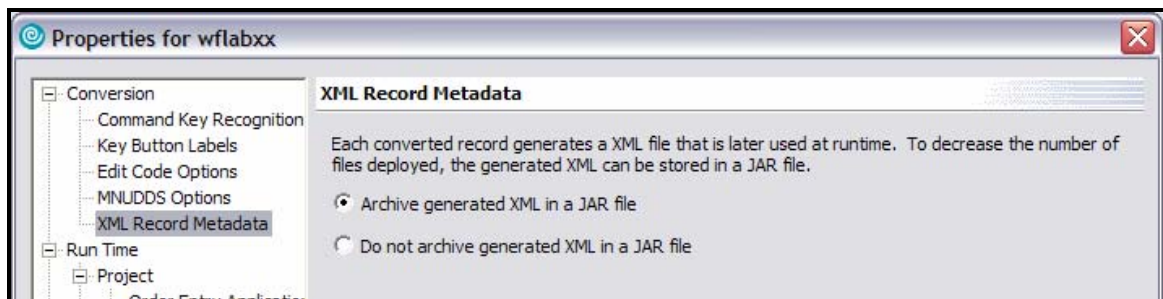 Properties for wflabxx
Conversion
Command Key Recognition
Key Button Labels
Edit Code Options
MNUDDS Options
XML Record Metadata
Run Time
Project
XML Record Metadata
Each converted record generates a XML file that is later used at runtime. To decrease the number of
files deployed, the generated XML can be stored in a JAR file.
Archive generated XML in a JAR file
Do not archive generated XML in a JAR file